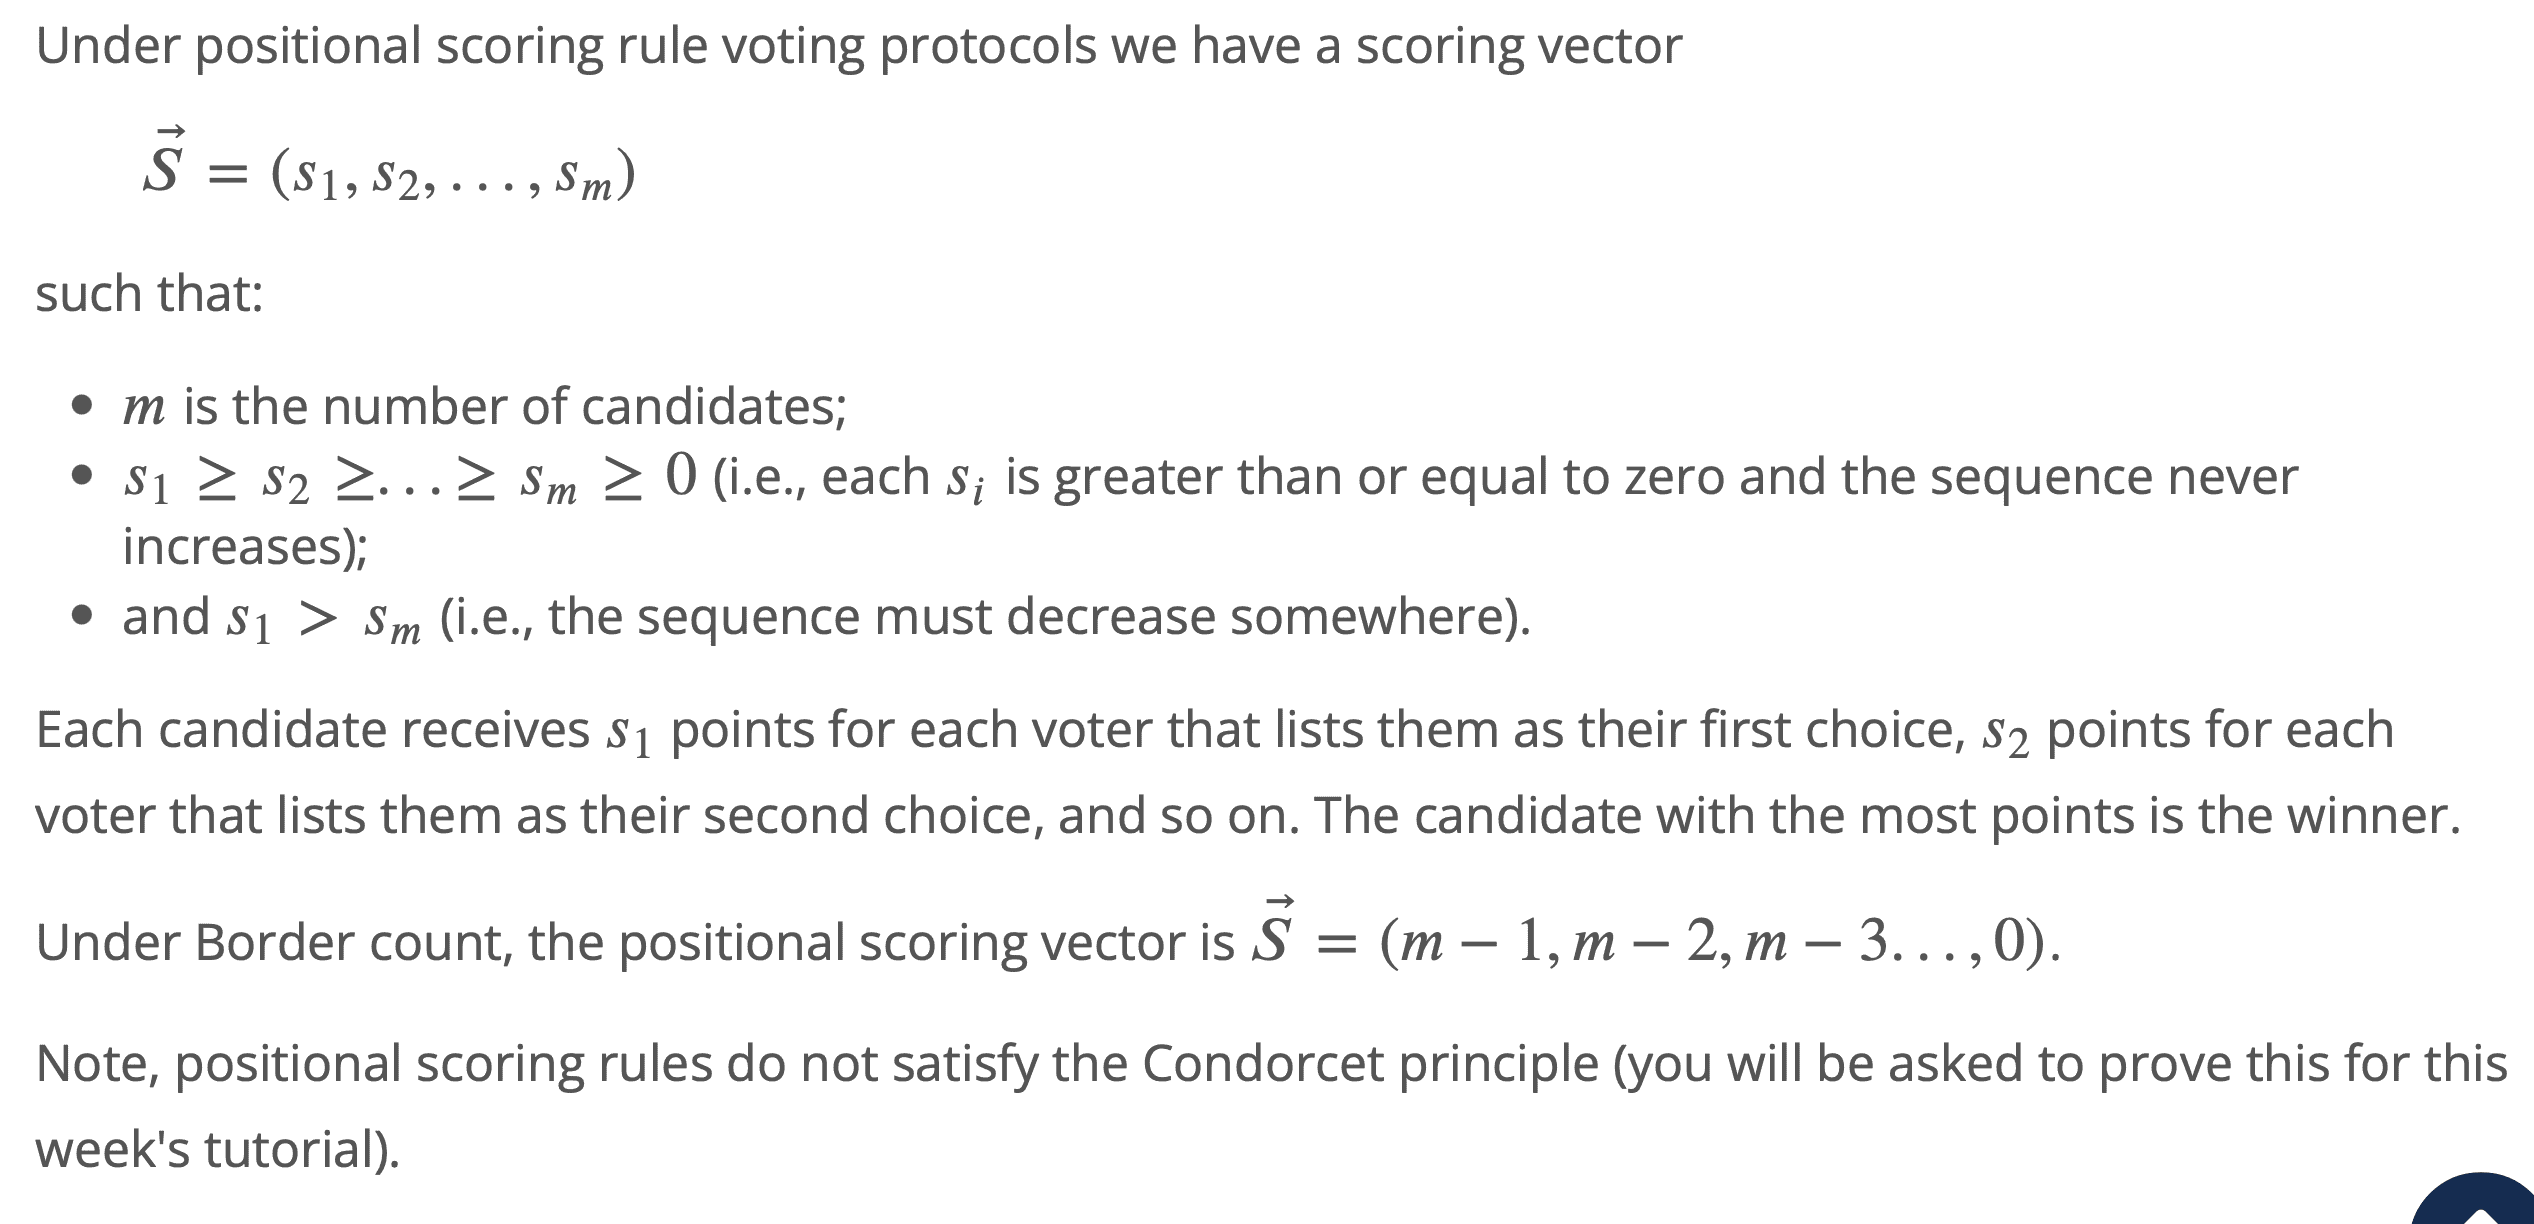 Under positional scoring rule voting protocols we have a scoring vector
$\vec{S} = (s_1, s_2, \ldots, s_m)$
such that:
• $m$ is the number of candidates;
• $s_1 \geq s_2 \geq \ldots \geq s_m \geq 0$ (i.e., each $s_i$ is greater than or equal to zero and the sequence never
increases);
• and $s_1 > s_m$ (i.e., the sequence must decrease somewhere).
Each candidate receives $s_1$ points for each voter that lists them as their first choice, $s_2$ points for each
voter that lists them as their second choice, and so on. The candidate with the most points is the winner.
Under Border count, the positional scoring vector is $\vec{S} = (m - 1, m - 2, m - 3 \ldots, 0)$.
Note, positional scoring rules do not satisfy the Condorcet principle (you will be asked to prove this for this
week's tutorial).